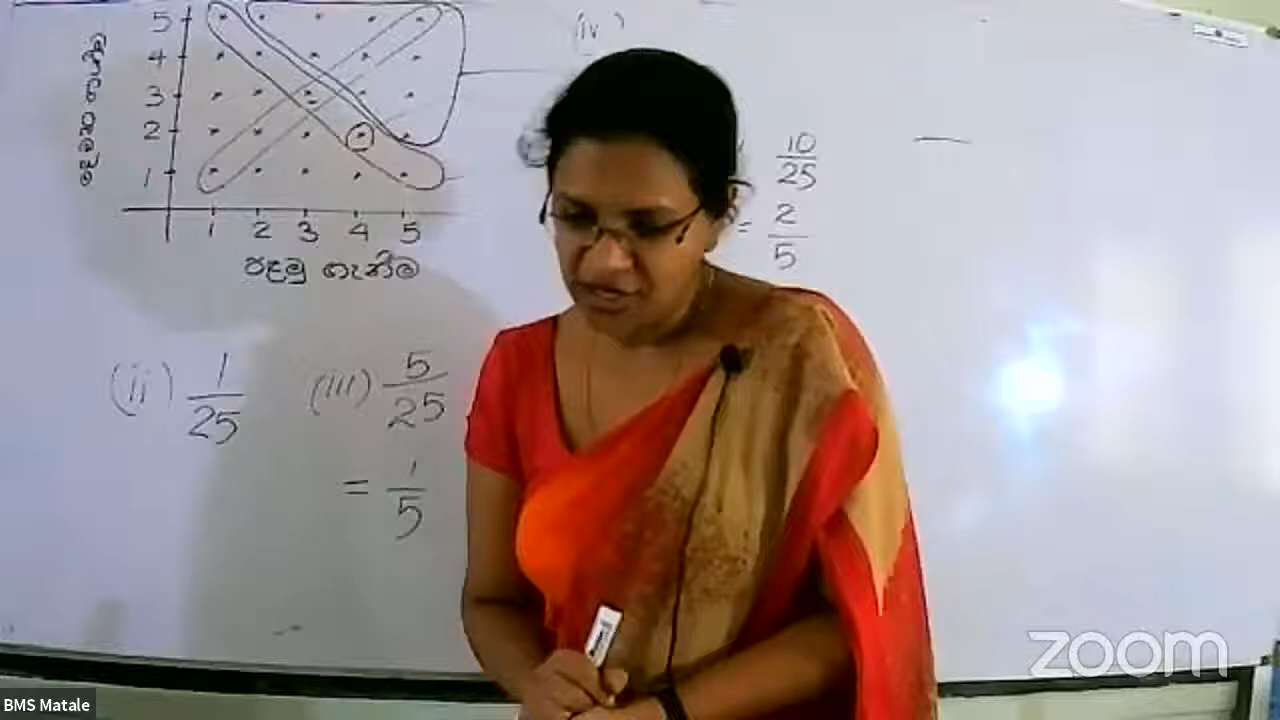 (iv)
5
4
3
2
1
1 2 3 4 5
දෙවන ගැනීම
පළමු ගැනීම
10
25
= 2
5
(ii) 1
25
(iii) 5
25
= 1
5
zoom
BMS Matale